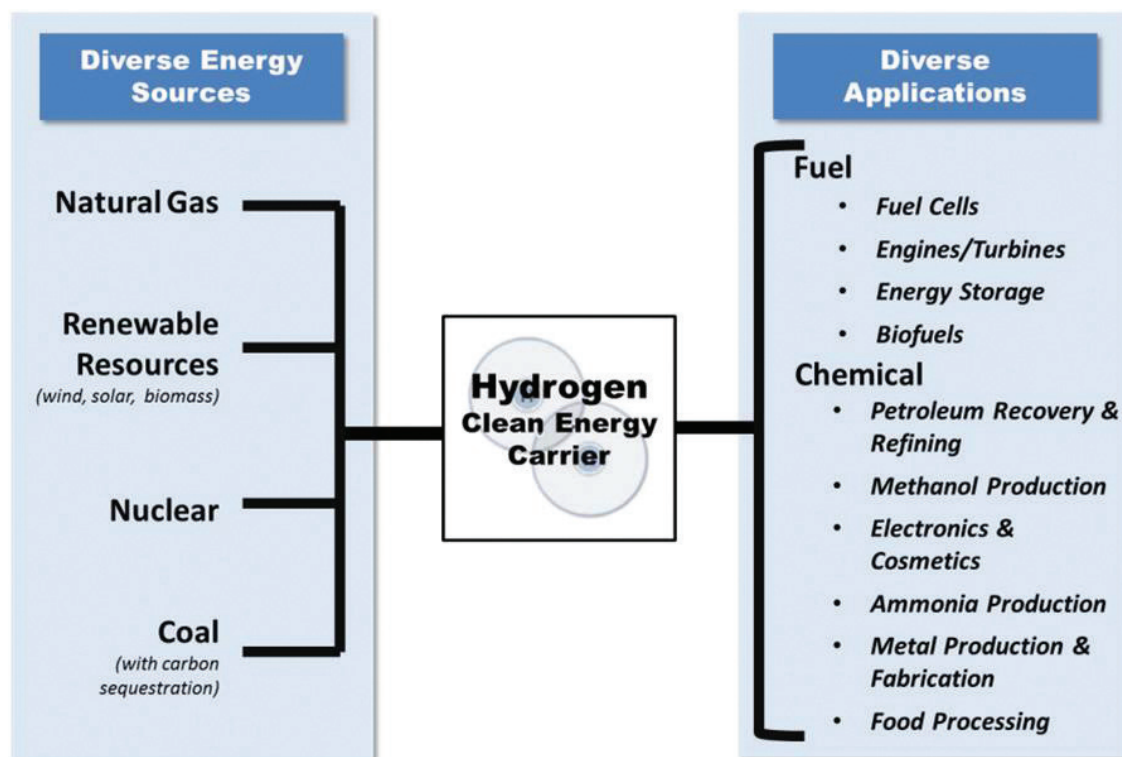 Diverse Energy
Sources
Natural Gas
Renewable
Resources
(wind, solar, biomass)
Nuclear
Coal
(with carbon
sequestration)
Hydrogen
Clean Energy
Carrier
Diverse
Applications
Fuel
• Fuel Cells
• Engines/Turbines
• Energy Storage
• Biofuels
Chemical
• Petroleum Recovery &
Refining
• Methanol Production
• Electronics &
Cosmetics
• Ammonia Production
• Metal Production &
Fabrication
• Food Processing